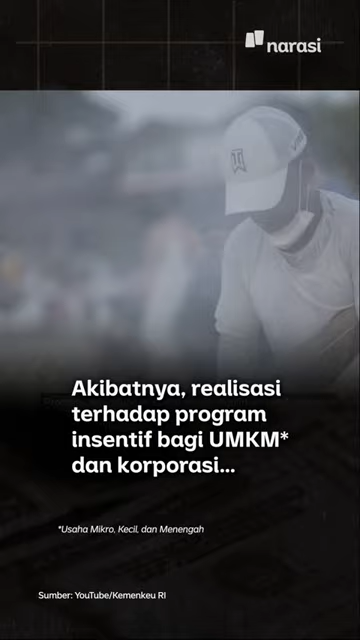 narasi
Akibatnya, realisasi
terhadap program
insentif bagi UMKM*
dan korporasi...
*Usaha Mikro, Kecil, dan Menengah
Sumber: YouTube/Kemenkeu RI